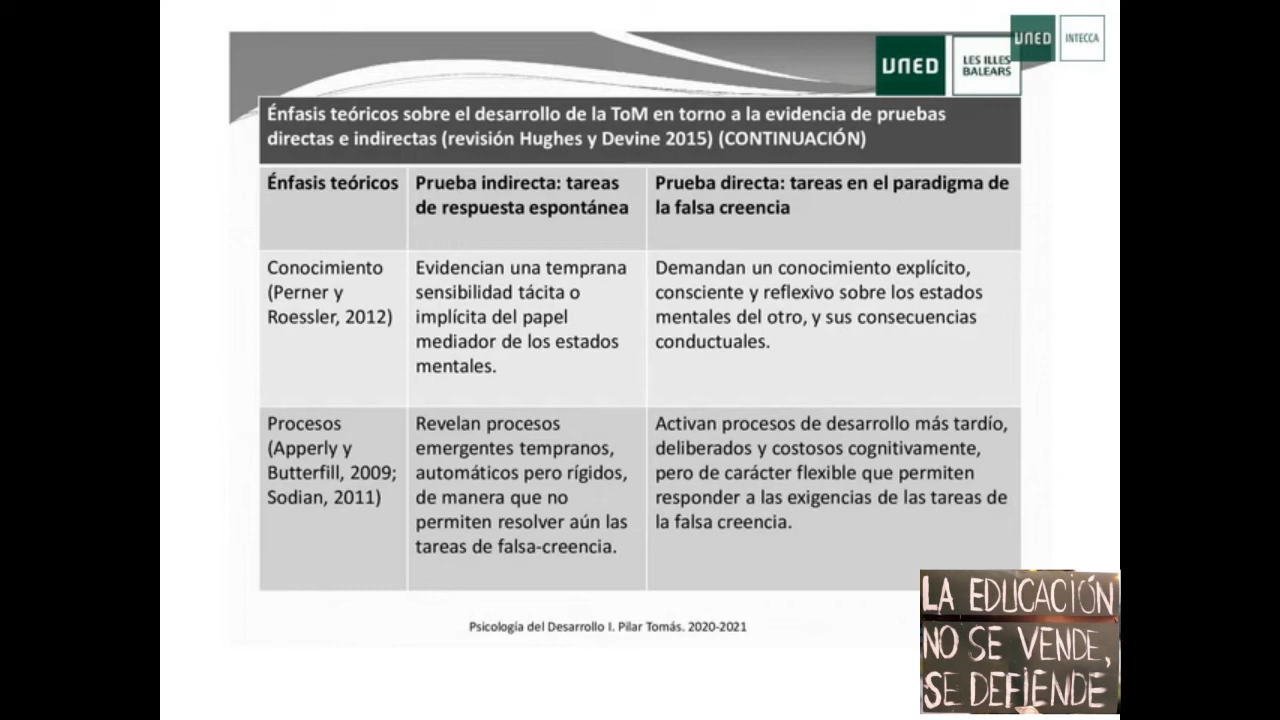 UNED
INTECCA
UNED
LES ILLES
BALEARS
Énfasis teóricos sobre el desarrollo de la ToM en torno a la evidencia de pruebas
directas e indirectas (revisión Hughes y Devine 2015) (CONTINUACIÓN)
Énfasis teóricos
Prueba indirecta: tareas
de respuesta espontánea
Prueba directa: tareas en el paradigma de
la falsa creencia
Conocimiento
(Perner y
Roessler, 2012)
Evidencian una temprana
sensibilidad tácita o
implícita del papel
mediador de los estados
mentales.
Demandan un conocimiento explícito,
consciente y reflexivo sobre los estados
mentales del otro, y sus consecuencias
conductuales.
Procesos
(Apperly y
Butterfill, 2009;
Sodian, 2011)
Revelan procesos
emergentes tempranos,
automáticos pero rígidos,
de manera que no
permiten resolver aún las
tareas de falsa-creencia.
Activan procesos de desarrollo más tardío,
deliberados y costosos cognitivamente,
pero de carácter flexible que permiten
responder a las exigencias de las tareas de
la falsa creencia.
Psicología del Desarrollo I. Pilar Tomás. 2020-2021
LA EDUCACIÓN
NO SE VENDE,
SE DEFIENDE